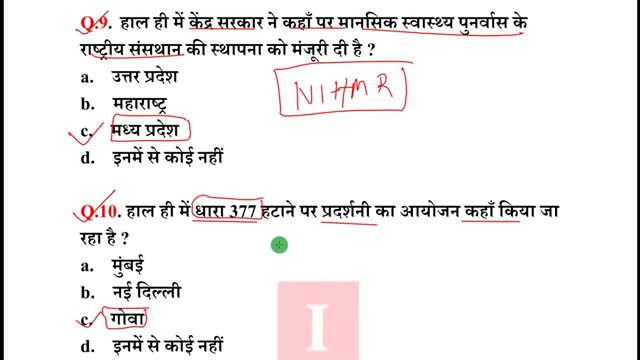 Q.9. हाल ही में केंद्र सरकार ने कहाँ पर मानसिक स्वास्थ्य पुनर्वास के
राष्ट्रीय संसथान की स्थापना को मंजूरी दी है ?
a. उत्तर प्रदेश
NIHMR
b. महाराष्ट्र
c. मध्य प्रदेश
d. इनमें से कोई नहीं
Q.10. हाल ही में धारा 377 हटाने पर प्रदर्शनी का आयोजन कहाँ किया जा
रहा है ?
a. मुंबई
b. नई दिल्ली
c. गोवा
d. इनमें से कोई नहीं
I